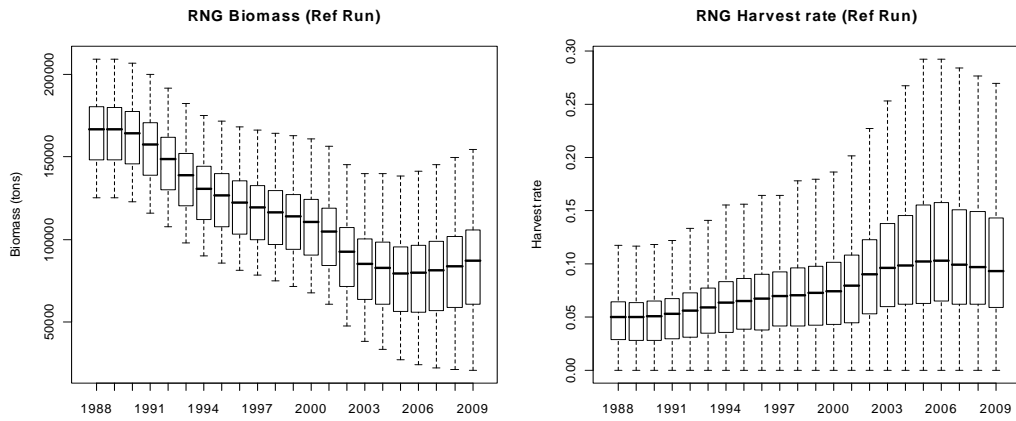 RNG Biomass (Ref Run)
Biomass (tons)
200000
150000
100000
50000
1988 1991 1994 1997 2000 2003 2006 2009
RNG Harvest rate (Ref Run)
Harvest rate
0.30
0.25
0.20
0.15
0.10
0.05
0.00
1988 1991 1994 1997 2000 2003 2006 2009